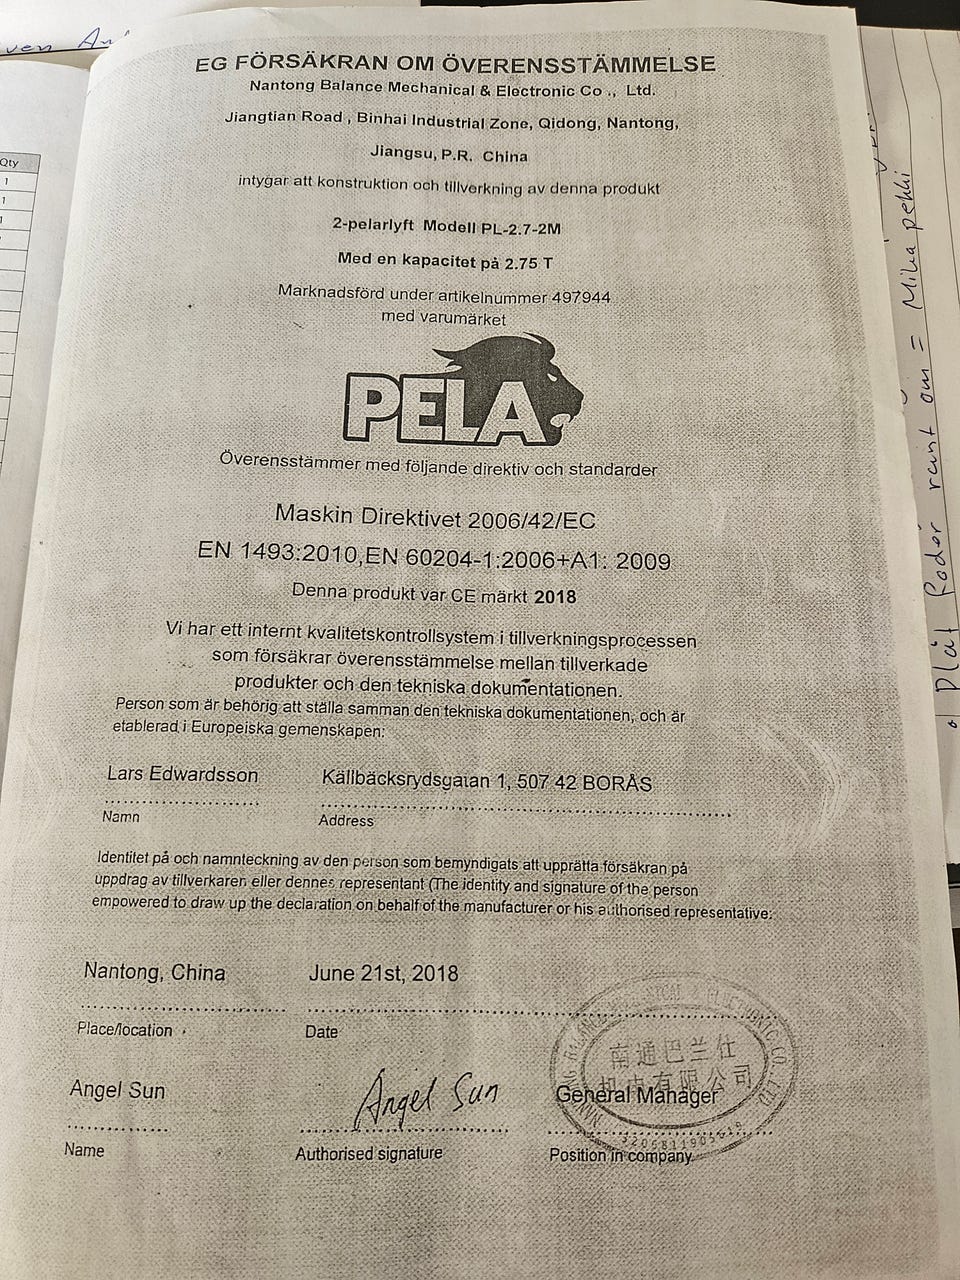 EG FÖRSÄKRAN OM ÖVERENSSTÄMMELSE
Nantong Balance Mechanical & Electronic Co ., Ltd.
Jiangtian Road , Binhai Industrial Zone, Qidong, Nantong,
Jiangsu, P.R. China
intygar att konstruktion och tillverkning av denna produkt
2-pelarlyft Modell PL-2.7-2M
Med en kapacitet på 2.75 T
Marknadsförd under artikelnummer 497944
med varumärket
PELA
Överensstämmer med följande direktiv och standarder
Maskin Direktivet 2006/42/EC
EN 1493:2010,EN 60204-1:2006+A1: 2009
Denna produkt var CE märkt 2018
Vi har ett internt kvalitetskontrollsystem i tillverkningsprocessen
som försäkrar överensstämmelse mellan tillverkade
produkter och den tekniska dokumentationen.
Person som är behörig att ställa samman den tekniska dokumentationen, och är
etablerad i Europeiska gemenskapen:
Lars Edwardsson Källbäcksrydsgatan 1, 507 42 BORÅS
Namn Address
Identitet på och namnteckning av den person som bemyndigats att upprätta försäkran på
uppdrag av tillverkaren eller dennes representant (The identity and signature of the person
empowered to draw up the declaration on behalf of the manufacturer or his authorised representative:
Nantong, China June 21st, 2018
Place/location Date
Angel Sun Angel Sun General Manager
Name Authorised signature Position in company
南通巴兰仕
机电有限公司
Qty
1
1
1
= Miha pekki